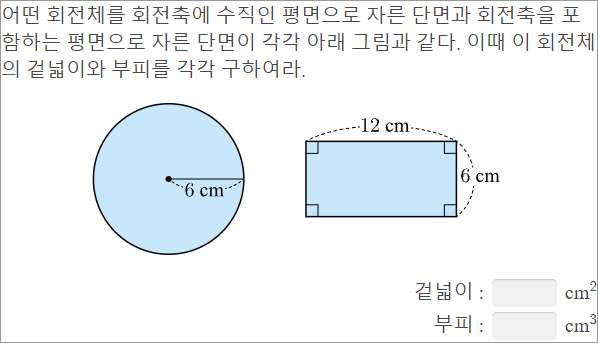 어떤 회전체를 회전축에 수직인 평면으로 자른 단면과 회전축을 포
함하는 평면으로 자른 단면이 각각 아래 그림과 같다. 이때 이 회전체
의 겉넓이와 부피를 각각 구하여라.
12 cm
6 cm
6 cm
겉넓이 : cm²
부피 : cm³